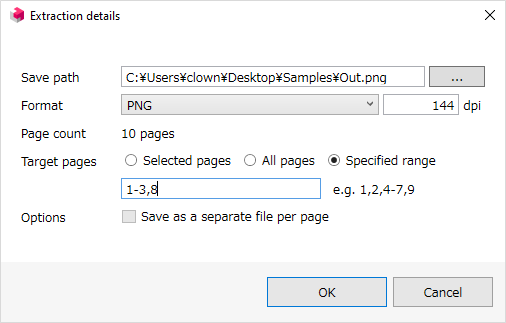 Extraction details
Save path C:¥Users¥clown¥Desktop¥Samples¥Out.png ...
Format PNG 144 dpi
Page count 10 pages
Target pages Selected pages All pages Specified range
1-3,8 e.g. 1,2,4-7,9
Options Save as a separate file per page
OK Cancel